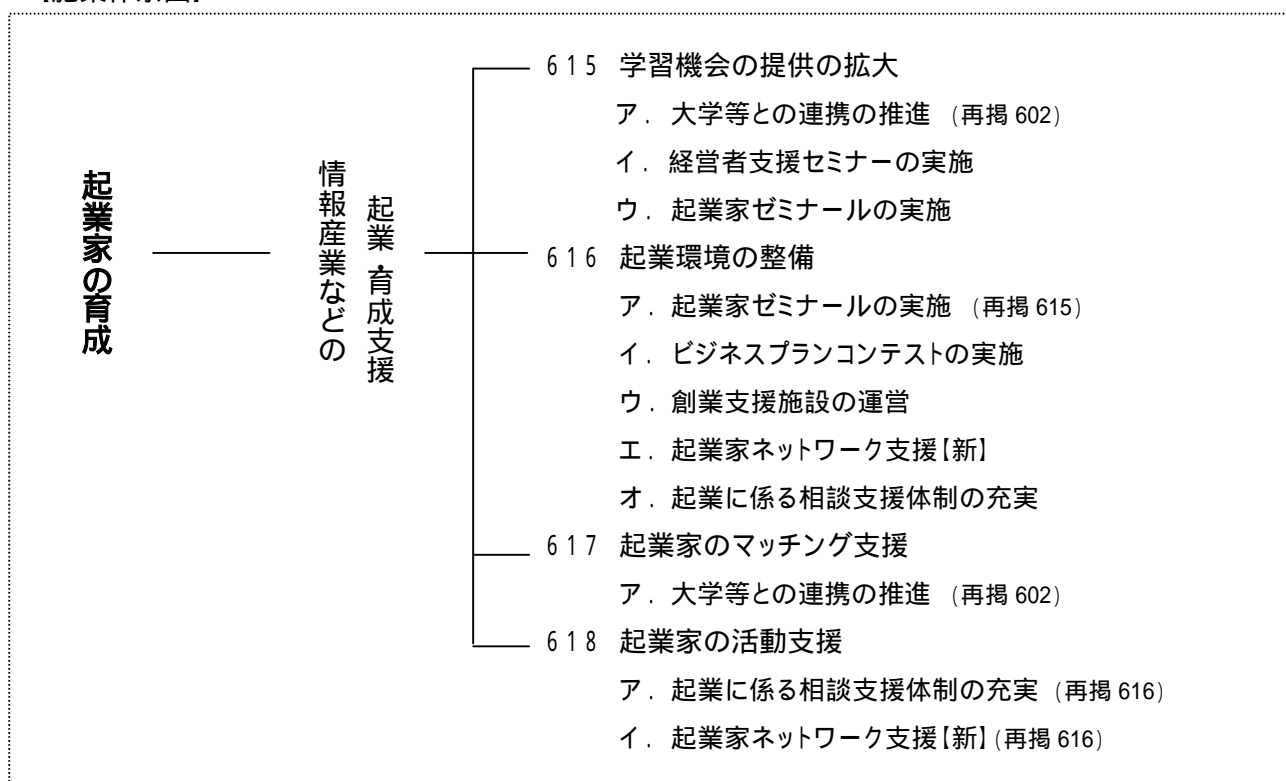 起業家の育成
情報産業などの
起業・育成支援
615 学習機会の提供の拡大
ア．大学等との連携の推進 (再掲 602)
イ．経営者支援セミナーの実施
ウ．起業家ゼミナールの実施
616 起業環境の整備
ア．起業家ゼミナールの実施 (再掲 615)
イ．ビジネスプランコンテストの実施
ウ．創業支援施設の運営
エ．起業家ネットワーク支援【新】
オ．起業に係る相談支援体制の充実
617 起業家のマッチング支援
ア．大学等との連携の推進 (再掲 602)
618 起業家の活動支援
ア．起業に係る相談支援体制の充実 (再掲 616)
イ．起業家ネットワーク支援【新】(再掲 616)